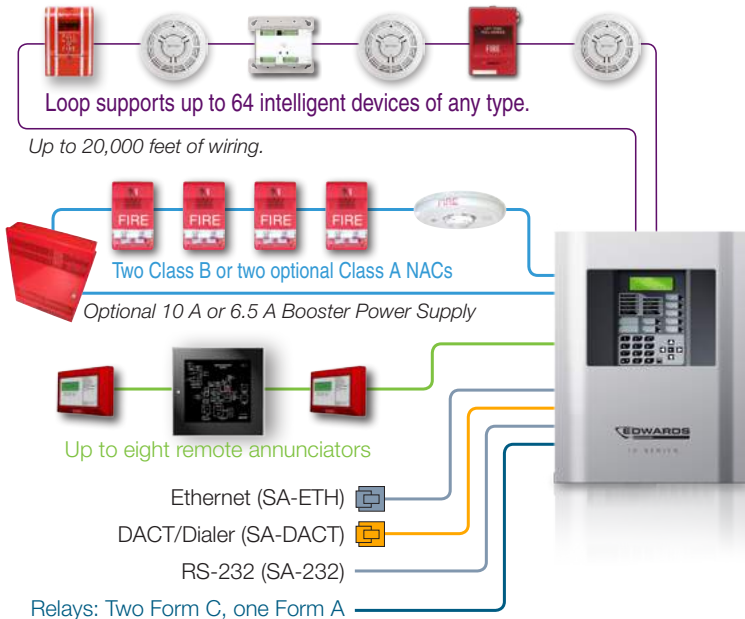 FIRE
Loop supports up to 64 intelligent devices of any type.
Up to 20,000 feet of wiring.
FIRE
FIRE
FIRE
FIRE
FIRE
Two Class B or two optional Class A NACs
Optional 10 A or 6.5 A Booster Power Supply
Up to eight remote annunciators
EDWARDS
Ethernet (SA-ETH)
DACT/Dialer (SA-DACT)
RS-232 (SA-232)
Relays: Two Form C, one Form A